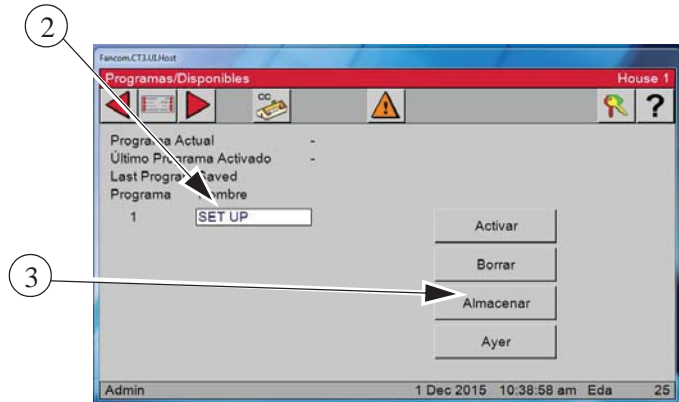 2
Fancom.CT3.UI.Host
Programas/Disponibles House 1
CC
?
Programa Actual -
Último Programa Activado -
Last Program Saved
Programa Nombre
1 SET UP
Activar
Borrar
3
Almacenar
Ayer
Admin 1 Dec 2015 10:38:58 am Eda 25